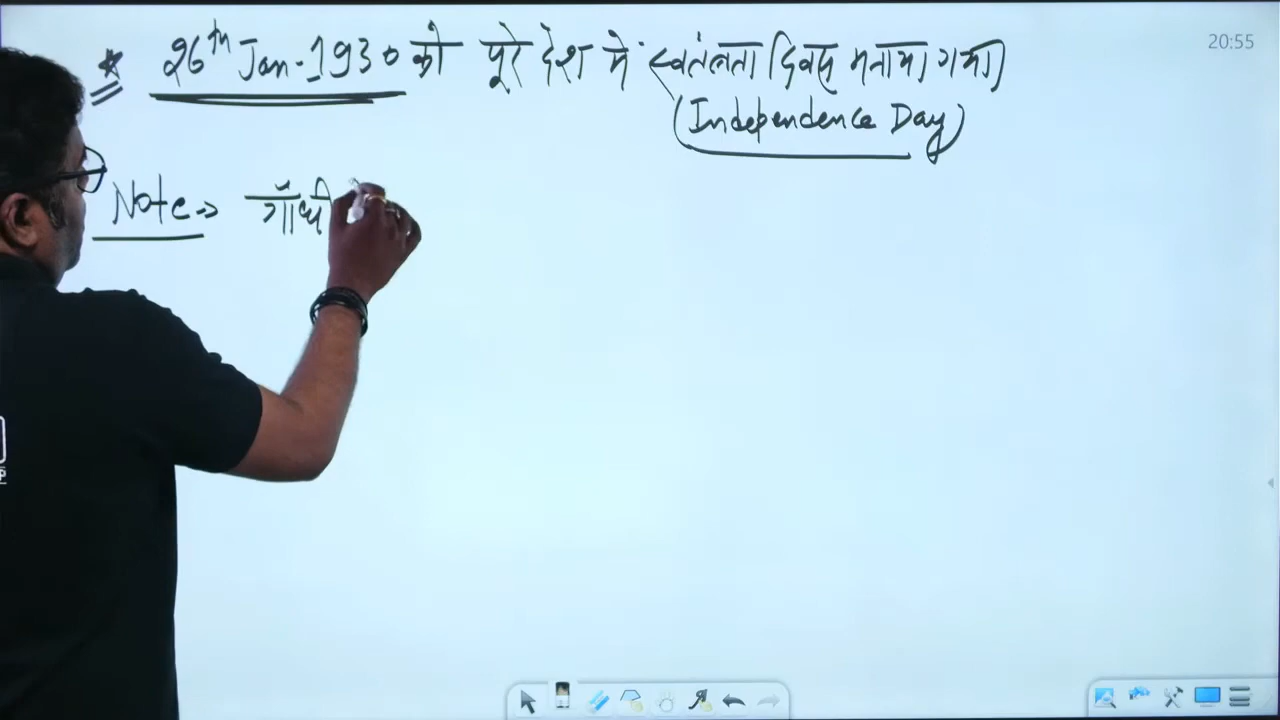 20:55
* 26th Jan. 1930 को पूरे देश में स्वतंत्रता दिवस मनाया गया
(Independence Day)
Note → गाँधी